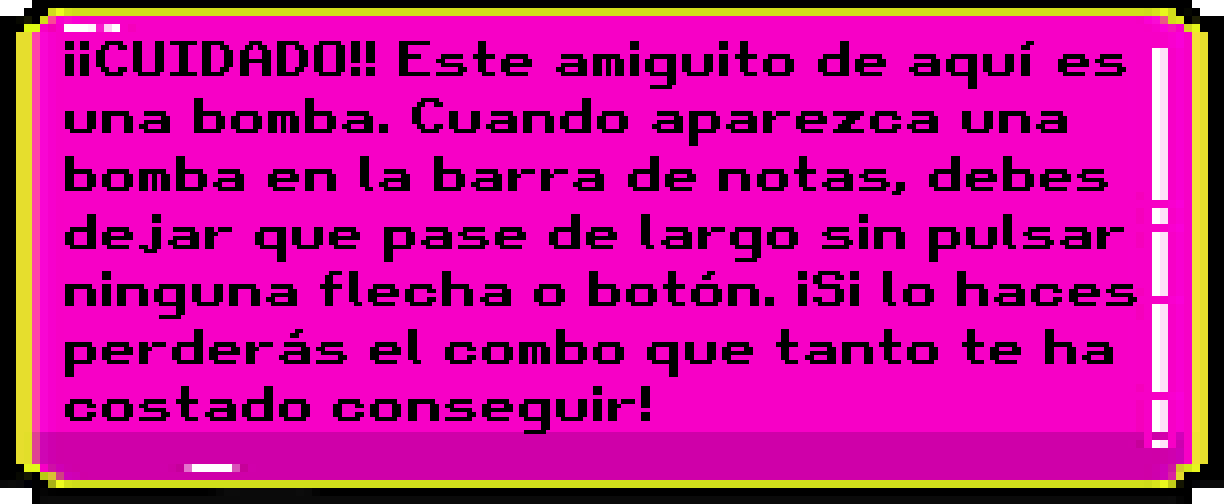 ¡¡CUIDADO!! Este amiguito de aquí es
una bomba. Cuando aparezca una
bomba en la barra de notas, debes
dejar que pase de largo sin pulsar
ninguna flecha o botón. ¡Si lo haces
perderás el combo que tanto te ha
costado conseguir!